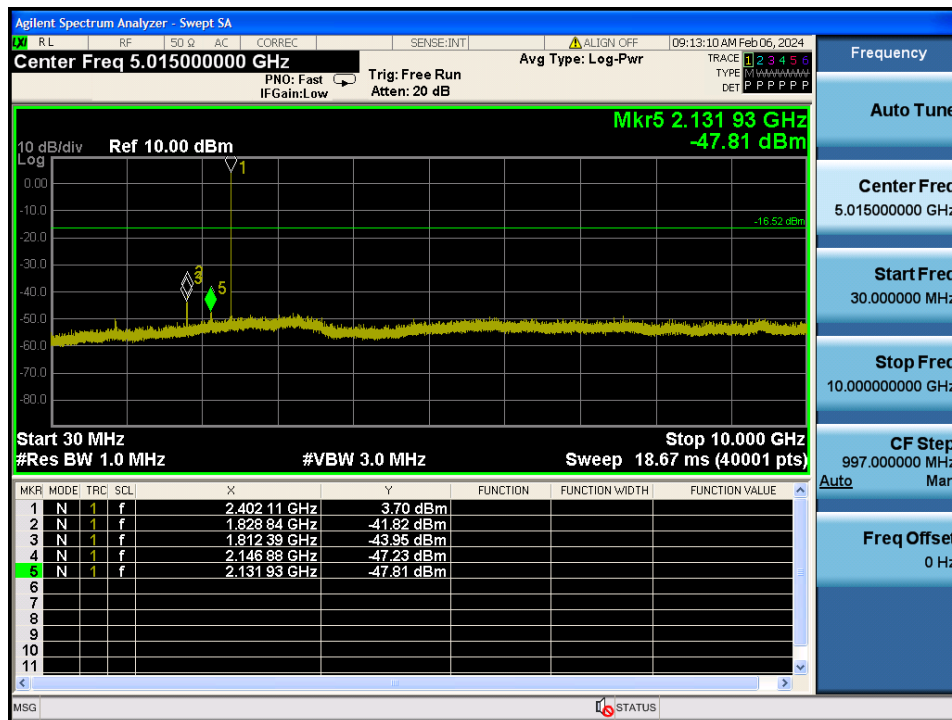 Agilent Spectrum Analyzer - Swept SA
LXI RL RF 50 Ω AC CORREC SENSE:INT ALIGN OFF 09:13:10 AM Feb 06, 2024
Center Freq 5.015000000 GHz
PNO: Fast
IFGain:Low
Trig: Free Run
Atten: 20 dB
Avg Type: Log-Pwr
TRACE 1 2 3 4 5 6
TYPE M WWWWW
DET P P P P P P
Mkr5 2.131 93 GHz
-47.81 dBm
10 dB/div
Log
Ref 10.00 dBm
1
0.00
-10.0
-16.52 dBm
-20.0
-30.0
2
3
-40.0
5
-50.0
-60.0
-70.0
-80.0
Start 30 MHz
Stop 10.000 GHz
#Res BW 1.0 MHz
#VBW 3.0 MHz
Sweep 18.67 ms (40001 pts)
MKR MODE TRC SCL X Y FUNCTION FUNCTION WIDTH FUNCTION VALUE
1 N 1 f 2.402 11 GHz 3.70 dBm
2 N 1 f 1.828 84 GHz -41.82 dBm
3 N 1 f 1.812 39 GHz -43.95 dBm
4 N 1 f 2.146 88 GHz -47.23 dBm
5 N 1 f 2.131 93 GHz -47.81 dBm
6
7
8
9
10
11
MSG
STATUS
Frequency
Auto Tune
Center Freq
5.015000000 GHz
Start Freq
30.000000 MHz
Stop Freq
10.000000000 GHz
CF Step
997.000000 MHz
Auto Man
Freq Offset
0 Hz